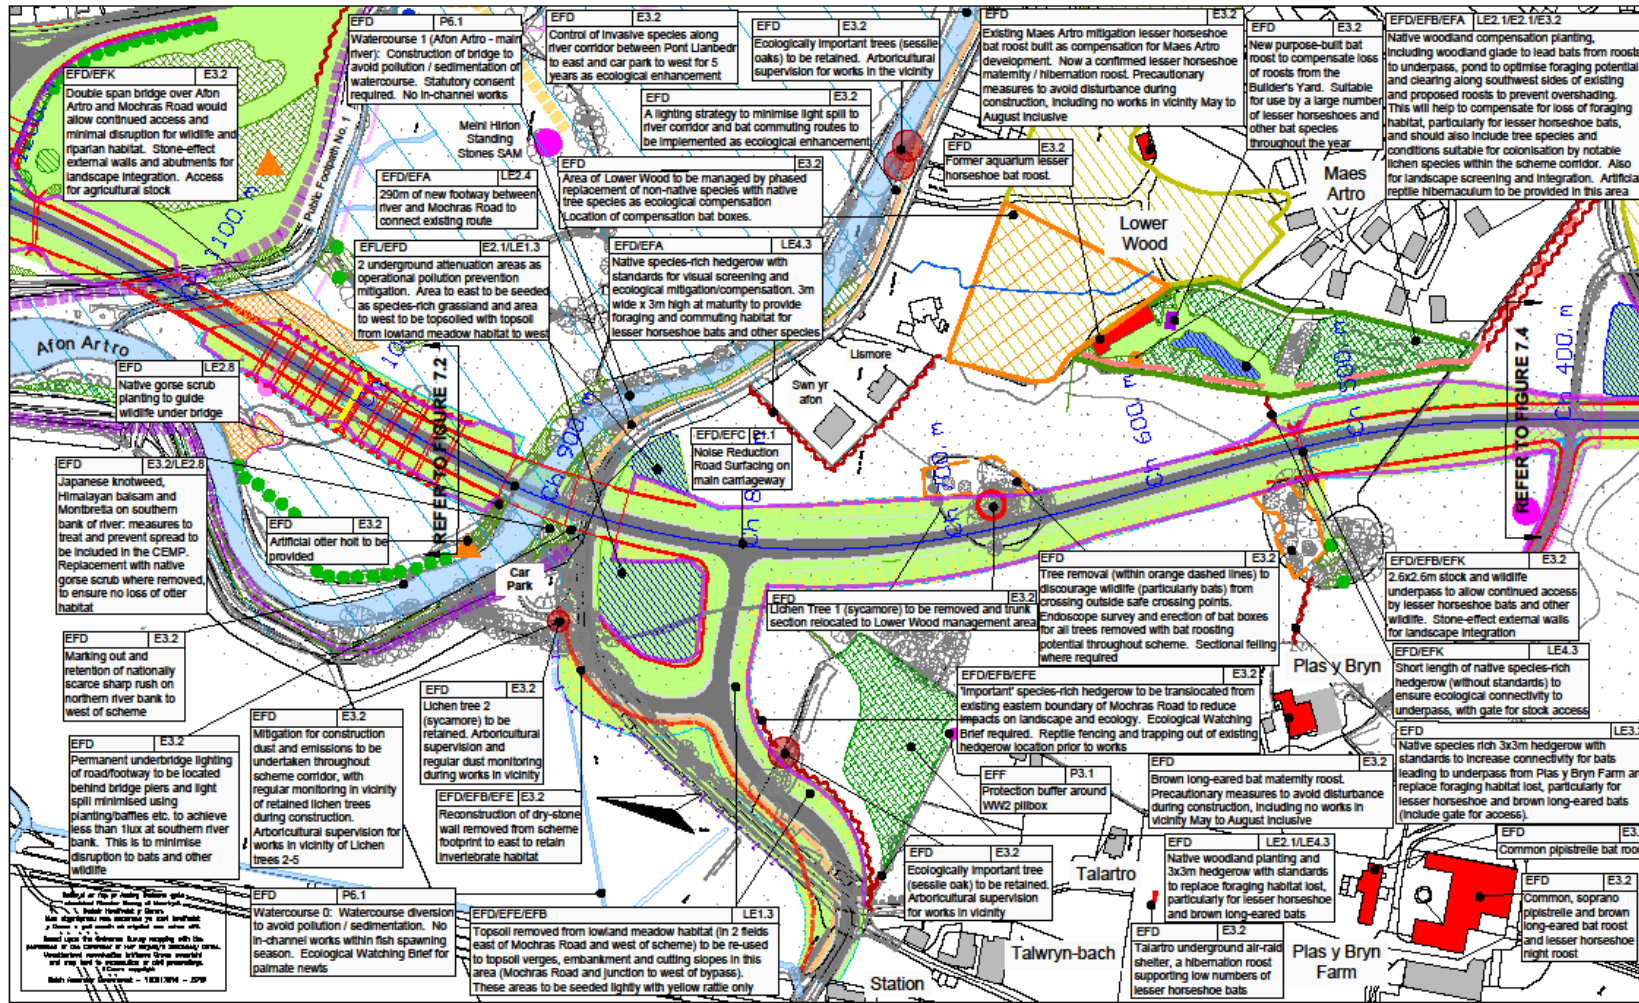 EFD P6.1
Watercourse 1 (Afon Artro - main
river): Construction of bridge to
avoid pollution / sedimentation of
watercourse. Statutory consent
required. No in-channel works
EFD E3.2
Control of invasive species along
river corridor between Pont Llanbedr
to east and car park to west for 5
years as ecological enhancement
EFD E3.2
Ecologically important trees (sessile
oaks) to be retained. Arboricultural
supervision for works in the vicinity
EFD E3.2
Existing Maes Artro mitigation lesser horseshoe
bat roost built as compensation for Maes Artro
development. Now a confirmed lesser horseshoe
maternity / hibernation roost. Precautionary
measures to avoid disturbance during
construction, including no works in vicinity May to
August inclusive
EFD E3.2
New purpose-built bat
roost to compensate loss
of roosts from the
Builder's Yard. Suitable
for use by a large number
of lesser horseshoes and
other bat species
throughout the year
EFD/EFB/EFA LE2.1/E2.1/E3.2
Native woodland compensation planting,
including woodland glade to lead bats from roosts
to underpass, pond to optimise foraging potential
and clearing along southwest sides of existing
and proposed roosts to prevent overshading.
This will help to compensate for loss of foraging
habitat, particularly for lesser horseshoe bats,
and should also include tree species and
conditions suitable for colonisation by notable
lichen species within the scheme corridor. Also
for landscape screening and integration. Artificial
reptile hibernaculum to be provided in this area
EFD/EFK E3.2
Double span bridge over Afon
Artro and Mochras Road would
allow continued access and
minimal disruption for wildlife and
riparian habitat. Stone-effect
external walls and abutments for
landscape integration. Access
for agricultural stock
EFD E3.2
A lighting strategy to minimise light spill to
river corridor and bat commuting routes to
be implemented as ecological enhancement
Meini Hirion
Standing
Stones SAM
Public Footpath No. 1
EFD E3.2
Former aquarium lesser
horseshoe bat roost.
EFD E3.2
Area of Lower Wood to be managed by phased
replacement of non-native species with native
tree species as ecological compensation
Location of compensation bat boxes.
EFD/EFA LE2.4
290m of new footway between
river and Mochras Road to
connect existing route
Maes
Artro
Lower
Wood
EFL/EFD E2.1/LE1.3
2 underground attenuation areas as
operational pollution prevention
mitigation. Area to east to be seeded
as species-rich grassland and area
to west to be topsoiled with topsoil
from lowland meadow habitat to west
EFD/EFA LE4.3
Native species-rich hedgerow with
standards for visual screening and
ecological mitigation/compensation. 3m
wide x 3m high at maturity to provide
foraging and commuting habitat for
lesser horseshoe bats and other species
Afon Artro
Llsmore
Swn yr
afon
EFD LE2.8
Native gorse scrub
planting to guide
wildlife under bridge
REFER TO FIGURE 7.2
REFER TO FIGURE 7.4
EFD/EFC E1.1
Noise Reduction
Road Surfacing on
main carriageway
EFD E3.2/LE2.8
Japanese knotweed,
Himalayan balsam and
Montbretia on southern
bank of river: measures to
treat and prevent spread to
be included in the CEMP.
Replacement with native
gorse scrub where removed,
to ensure no loss of otter
habitat
EFD E3.2
Artificial otter holt to be
provided
Car
Park
EFD E3.2
Lichen Tree 1 (sycamore) to be removed and trunk
section relocated to Lower Wood management area
EFD E3.2
Tree removal (within orange dashed lines) to
discourage wildlife (particularly bats) from
crossing outside safe crossing points.
Endoscope survey and erection of bat boxes
for all trees removed with bat roosting
potential throughout scheme. Sectional felling
where required
EFD/EFB/EFK E3.2
2.6x2.6m stock and wildlife
underpass to allow continued access
by lesser horseshoe bats and other
wildlife. Stone-effect external walls
for landscape integration
EFD E3.2
Marking out and
retention of nationally
scarce sharp rush on
northern river bank to
west of scheme
EFD/EFK LE4.3
Short length of native species-rich
hedgerow (without standards) to
ensure ecological connectivity to
underpass, with gate for stock access
Plas y Bryn
EFD E3.2
Lichen tree 2
(sycamore) to be
retained. Arboricultural
supervision and
regular dust monitoring
during works in vicinity
EFD/EFB/EFE E3.2
'Important' species-rich hedgerow to be translocated from
existing eastern boundary of Mochras Road to reduce
impacts on landscape and ecology. Ecological Watching
Brief required. Reptile fencing and trapping out of existing
hedgerow location prior to works
EFD E3.2
Mitigation for construction
dust and emissions to be
undertaken throughout
scheme corridor, with
regular monitoring in vicinity
of retained lichen trees
during construction.
Arboricultural supervision for
works in vicinity of Lichen
trees 2-5
EFD E3.2
Permanent underbridge lighting
of road/footway to be located
behind bridge piers and light
spill minimised using
planting/baffles etc. to achieve
less than 1lux at southern river
bank. This is to minimise
disruption to bats and other
wildlife
EFD LE3.
Native species rich 3x3m hedgerow with
standards to increase connectivity for bats
leading to underpass from Plas y Bryn Farm and
replace foraging habitat lost, particularly for
lesser horseshoe and brown long-eared bats
(include gate for access).
EFF P3.1
Protection buffer around
WW2 pillbox
EFD E3.2
Brown long-eared bat maternity roost.
Precautionary measures to avoid disturbance
during construction, including no works in
vicinity May to August inclusive
EFD/EFB/EFE E3.2
Reconstruction of dry-stone
wall removed from scheme
footprint to east to retain
invertebrate habitat
EFD E3.
Common pipistrelle bat roost
EFD LE2.1/LE4.3
Native woodland planting and
3x3m hedgerow with standards
to replace foraging habitat lost,
particularly for lesser horseshoe
and brown long-eared bats
EFD E3.2
Ecologically important tree
(sessile oak) to be retained.
Arboricultural supervision
for works in vicinity
Talartro
EFD E3.2
Common, soprano
pipistrelle and brown
long-eared bat roost
and lesser horseshoe
night roost
EFD P6.1
Watercourse 0: Watercourse diversion
to avoid pollution / sedimentation. No
in-channel works within fish spawning
season. Ecological Watching Brief for
palmate newts
EFD/EFE/EFB LE1.3
Topsoil removed from lowland meadow habitat (in 2 fields
east of Mochras Road and west of scheme) to be re-used
to topsoil verges, embankment and cutting slopes in this
area (Mochras Road and junction to west of bypass).
These areas to be seeded lightly with yellow rattle only
EFD E3.2
Talartro underground air-raid
shelter, a hibernation roost
supporting low numbers of
lesser horseshoe bats
Talwryn-bach
Plas y Bryn
Farm
Station